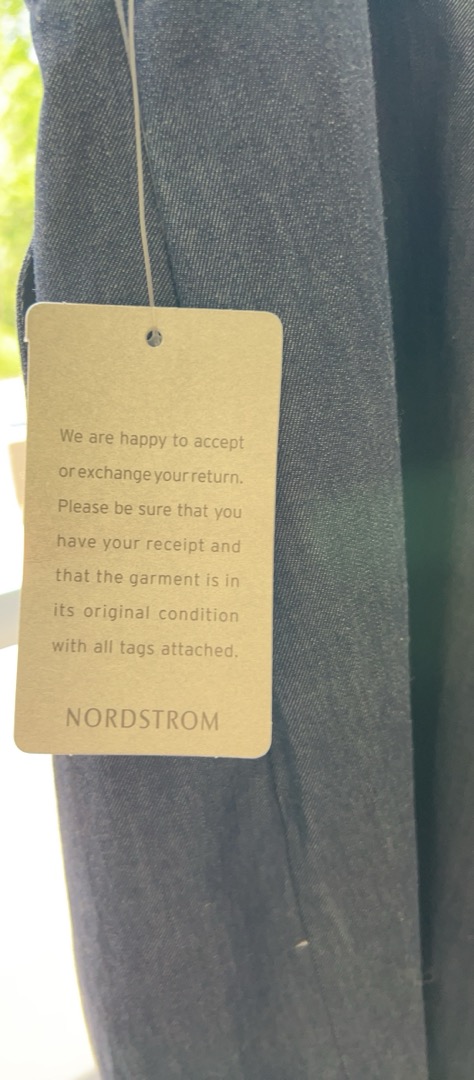 We are happy to accept
or exchange your return.
Please be sure that you
have your receipt and
that the garment is in
its original condition
with all tags attached.
NORDSTROM